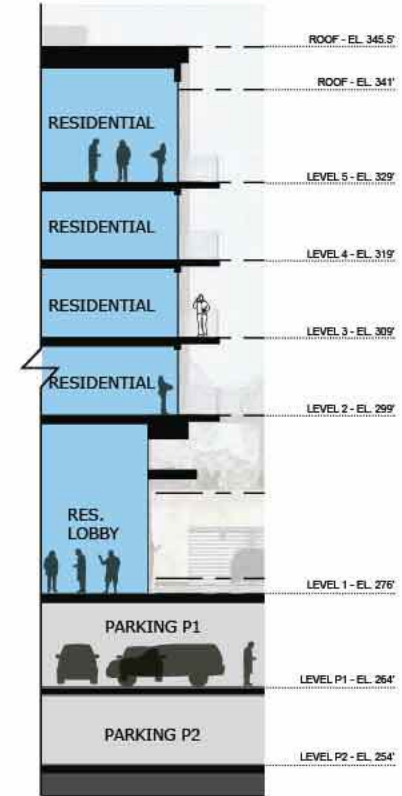 ROOF - EL. 345.5'
ROOF - EL. 341'
RESIDENTIAL
LEVEL 5 - EL. 329'
RESIDENTIAL
LEVEL 4 - EL. 319'
RESIDENTIAL
LEVEL 3 - EL. 309'
RESIDENTIAL
LEVEL 2 - EL. 299'
RES.
LOBBY
LEVEL 1 - EL. 276'
PARKING P1
LEVEL P1 - EL. 264'
PARKING P2
LEVEL P2 - EL. 254'